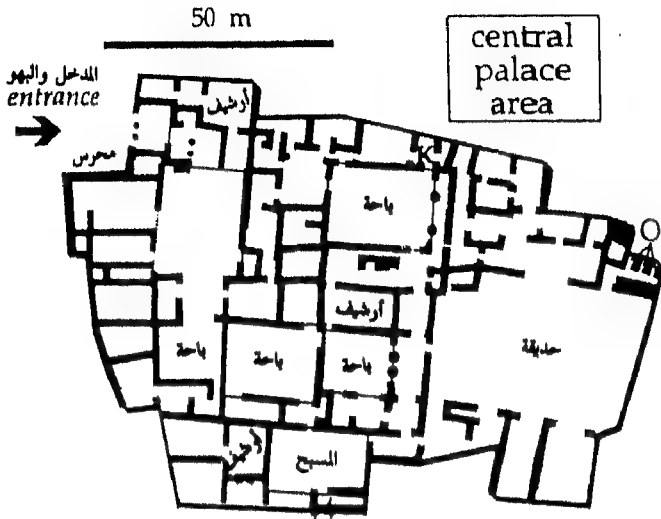 50 m
central
palace
area
المدخل والبهو
entrance
أرشيف
محرس
باحة
أرشيف
حديقة
باحة
باحة
باحة
المسبح
K
O